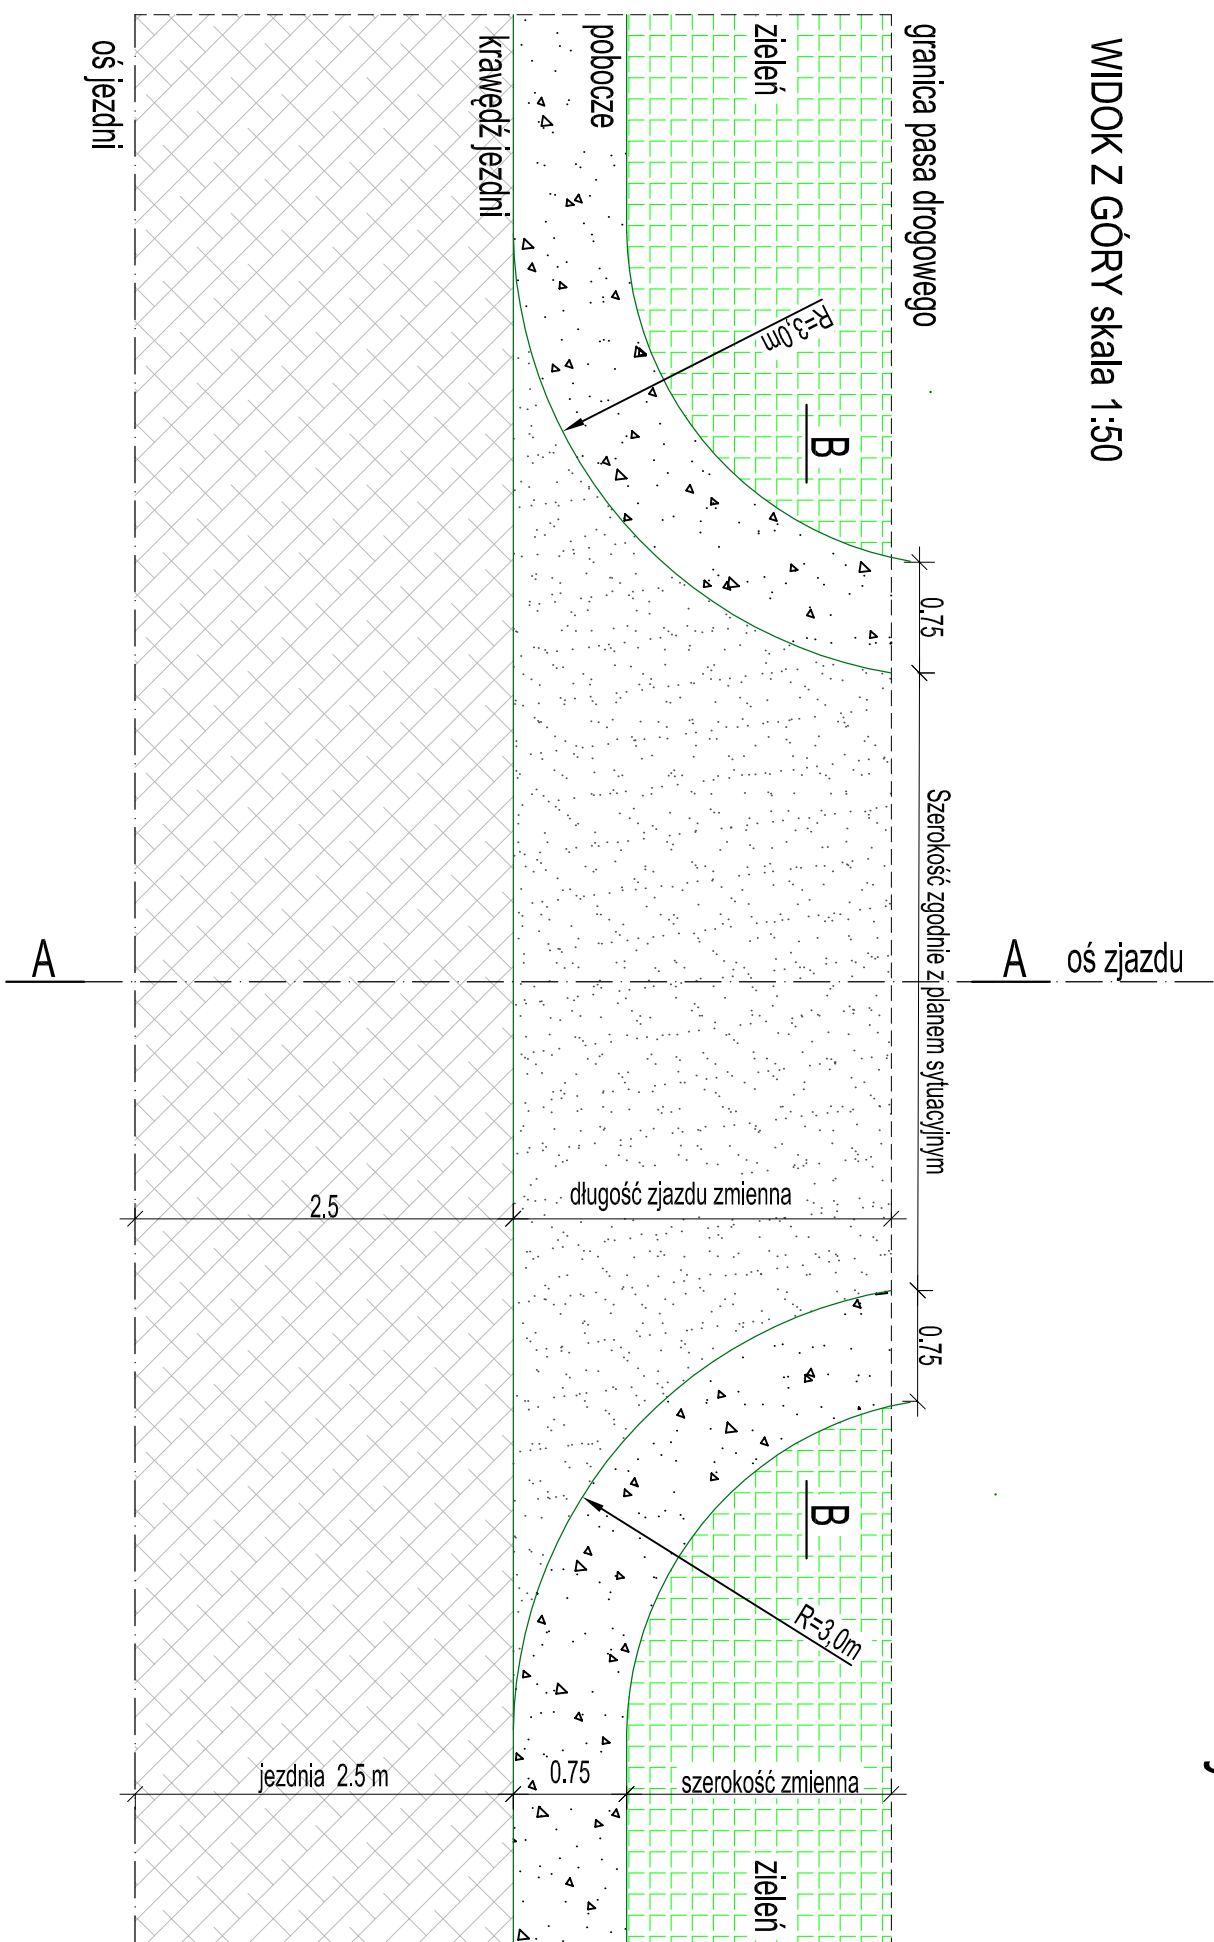 WIDOK Z GÓRY skala 1:50
granica pasa drogowego
zieleń
pobocze
krawędź jezdni
oś jezdni
R=3,0m
B
0.75
Szerokość zgodnie z planem sytuacyjnym
A
A
oś zjazdu
2.5
długość zjazdu zmienna
0.75
B
R=3,0m
jezdnia 2.5 m
0.75
szerokość zmienna
zieleń